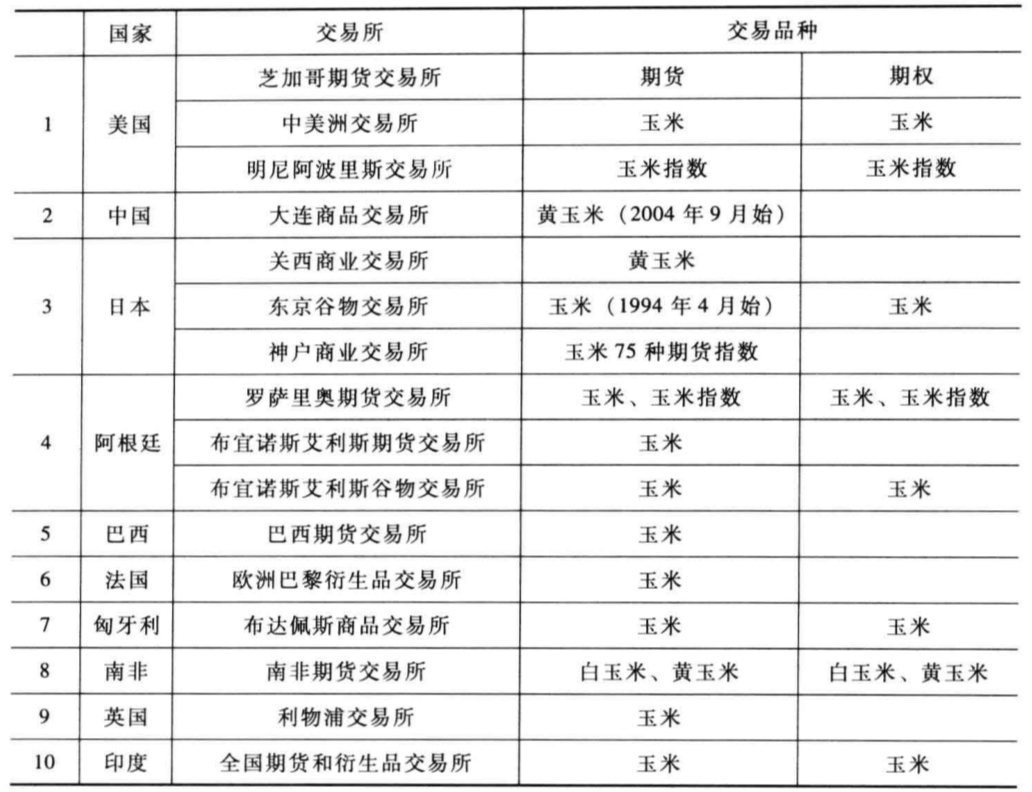 国家 交易所 交易品种
芝加哥期货交易所 期货 期权
1 美国 中美洲交易所 玉米 玉米
明尼阿波里斯交易所 玉米指数 玉米指数
2 中国 大连商品交易所 黄玉米（2004 年 9 月始）
关西商业交易所 黄玉米
3 日本 东京谷物交易所 玉米（1994 年 4 月始） 玉米
神户商业交易所 玉米 75 种期货指数
罗萨里奥期货交易所 玉米、玉米指数 玉米、玉米指数
4 阿根廷 布宜诺斯艾利斯期货交易所 玉米
布宜诺斯艾利斯谷物交易所 玉米 玉米
5 巴西 巴西期货交易所 玉米
6 法国 欧洲巴黎衍生品交易所 玉米
7 匈牙利 布达佩斯商品交易所 玉米 玉米
8 南非 南非期货交易所 白玉米、黄玉米 白玉米、黄玉米
9 英国 利物浦交易所 玉米
10 印度 全国期货和衍生品交易所 玉米 玉米